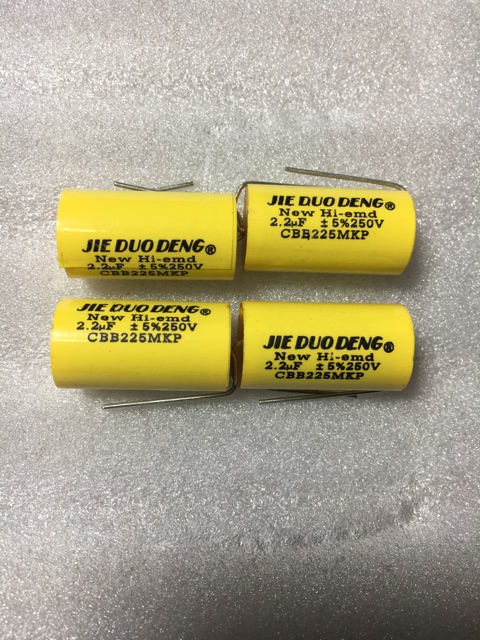 JIE DUO DENG®
New Hi-emd
2.2µF ±5%250V
CBB225MKP
JIE DUO DENG®
New Hi-emd
2.2µF ±5%250V
CBB225MKP
JIE DUO DENG®
New Hi-emd
2.2µF ±5%250V
CBB225MKP
JIE DUO DENG®
New Hi-emd
2.2µF ±5%250V
CBB225MKP